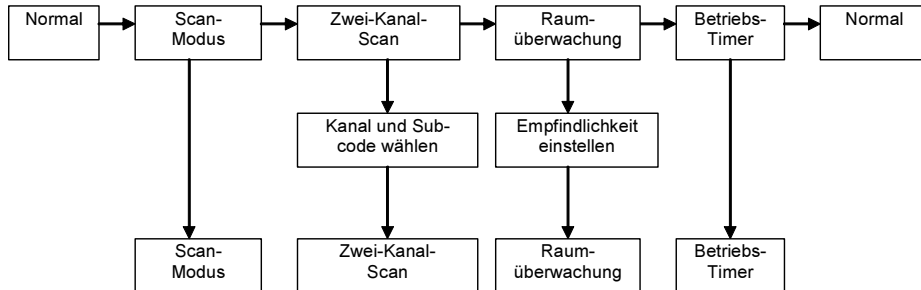 Normal
Scan-
Modus
Zwei-Kanal-
Scan
Raum-
überwachung
Betriebs-
Timer
Normal
Kanal und Sub-
code wählen
Empfindlichkeit
einstellen
Scan-
Modus
Zwei-Kanal-
Scan
Raum-
überwachung
Betriebs-
Timer